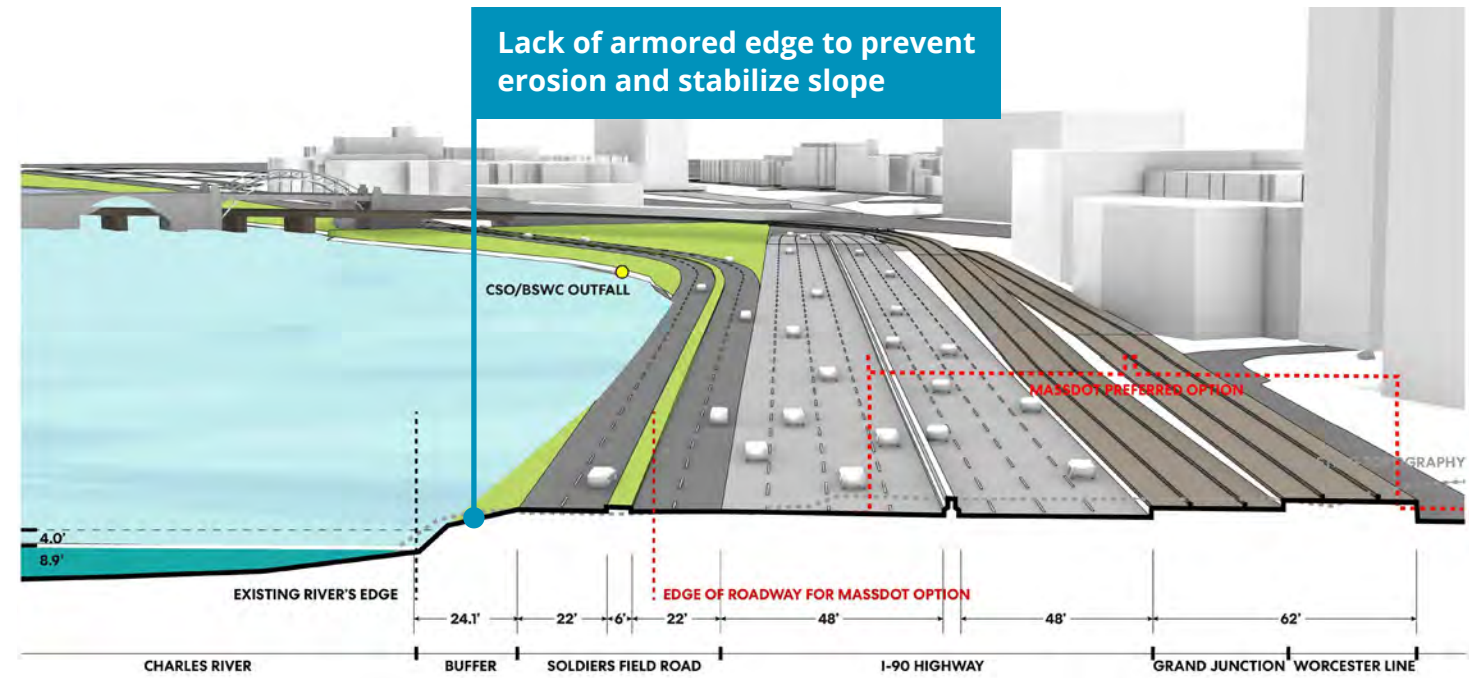 Lack of armored edge to prevent
erosion and stabilize slope
CSO/BSWC OUTFALL
MASSDOT PREFERRED OPTION
GRAPHY
4.0'
8.9'
EXISTING RIVER'S EDGE
EDGE OF ROADWAY FOR MASSDOT OPTION
24.1' 22' 6' 22' 48' 48' 62'
CHARLES RIVER BUFFER SOLDIERS FIELD ROAD I-90 HIGHWAY GRAND JUNCTION WORCESTER LINE